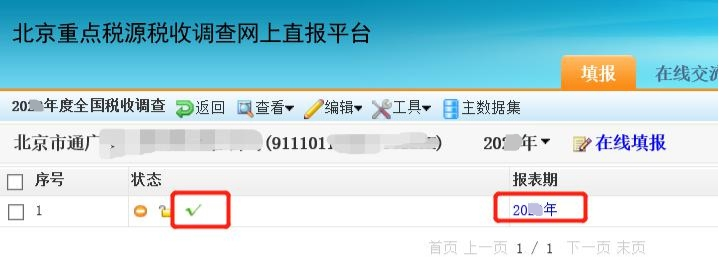 北京重点税源税收调查网上直报平台
填报 在线交流
年度全国税收调查 返回 查看 编辑 工具 主数据集
北京市通广 (911101 年 在线填报
序号 状态 报表期
1 年
首页 上一页 1 / 1 下一页 末页